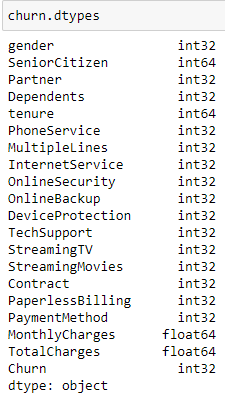 churn.dtypes
gender int32
SeniorCitizen int64
Partner int32
Dependents int32
tenure int64
PhoneService int32
MultipleLines int32
InternetService int32
OnlineSecurity int32
OnlineBackup int32
DeviceProtection int32
TechSupport int32
StreamingTV int32
StreamingMovies int32
Contract int32
PaperlessBilling int32
PaymentMethod int32
MonthlyCharges float64
TotalCharges float64
Churn int32
dtype: object